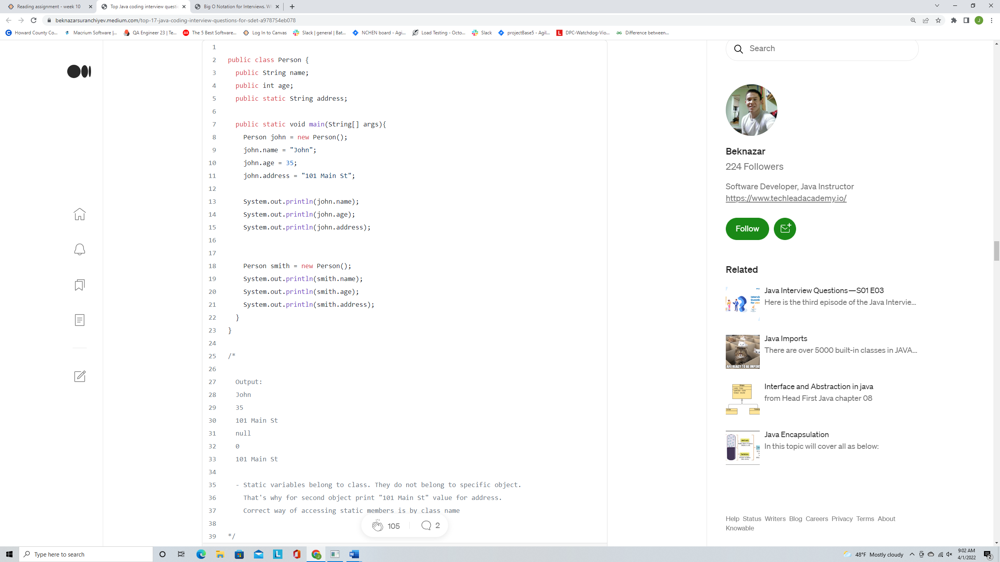 Reading assignment - week 10
Top Java coding interview questi
Big O Notation for Interviews. W
beknazarsuranchiyev.medium.com/top-17-java-coding-interview-questions-for-sdet-a978754eb078
J
Howard County Co...
Macrium Software |...
QA Engineer 23 | Te...
The 5 Best Software...
Log In to Canvas
Slack | general | Bat...
NCHEN board - Agi...
Load Testing - Octo...
Slack
projectBase5 - Agil...
DPC-Watchdog-Vio...
Difference between...
1
2 public class Person {
3 public String name;
4 public int age;
5 public static String address;
6
7 public static void main(String[] args){
8 Person john = new Person();
9 john.name = "John";
10 john.age = 35;
11 john.address = "101 Main St";
12
13 System.out.println(john.name);
14 System.out.println(john.age);
15 System.out.println(john.address);
16
17
18 Person smith = new Person();
19 System.out.println(smith.name);
20 System.out.println(smith.age);
21 System.out.println(smith.address);
22 }
23 }
24
25 /*
26
27 Output:
28 John
29 35
30 101 Main St
31 null
32 0
33 101 Main St
34
35 - Static variables belong to class. They do not belong to specific object.
36 That's why for second object print "101 Main St" value for address.
37 Correct way of accessing static members is by class name
38
39 */
105
2
Search
Beknazar
224 Followers
Software Developer, Java Instructor
https://www.techleadacademy.io/
Follow
Related
Java Interview Questions—S01 E03
Here is the third episode of the Java Intervie...
Java Imports
There are over 5000 built-in classes in JAVA...
ARE READY TO BE IMPORT
Interface and Abstraction in java
from Head First Java chapter 08
Java Encapsulation
In this topic will cover all as below:
Help Status Writers Blog Careers Privacy Terms About
Knowable
Type here to search
48°F Mostly cloudy
9:02 AM
4/1/2022
2